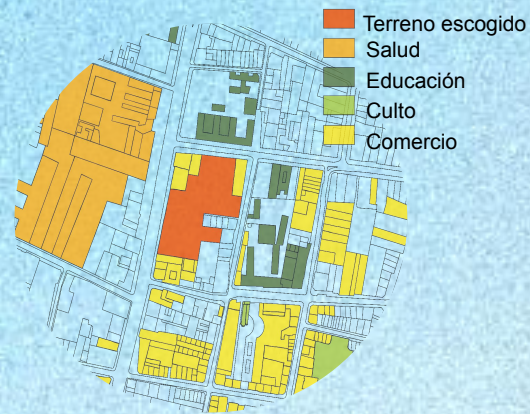 Terreno escogido
Salud
Educación
Culto
Comercio